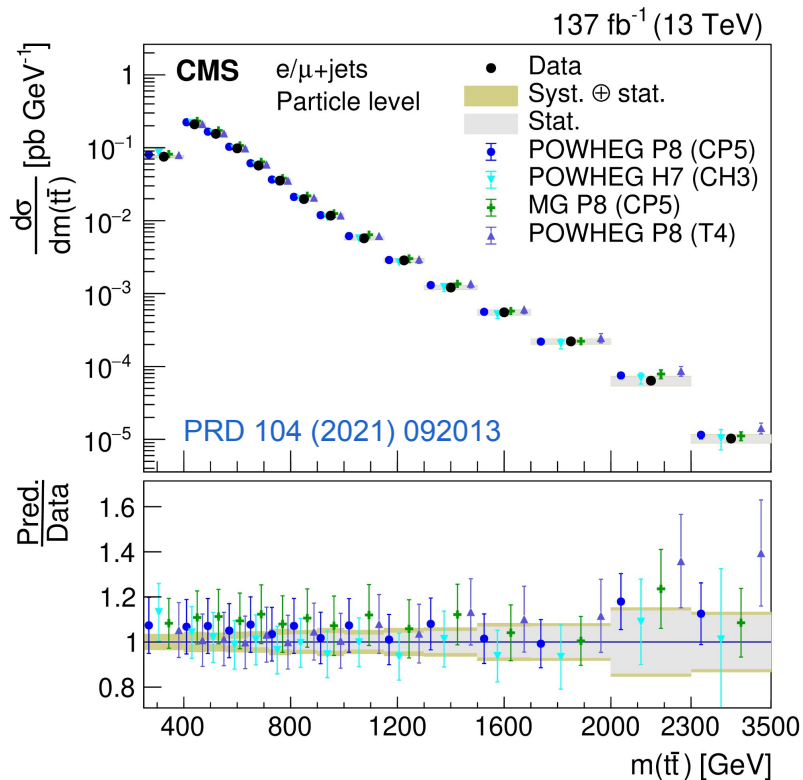 137 fb⁻¹ (13 TeV)
CMS e/μ+jets
Particle level
Data
Syst. ⊕ stat.
Stat.
POWHEG P8 (CP5)
POWHEG H7 (CH3)
MG P8 (CP5)
POWHEG P8 (T4)
dσ
dm(tt̄) [pb GeV⁻¹]
1
10⁻¹
10⁻²
10⁻³
10⁻⁴
10⁻⁵
PRD 104 (2021) 092013
Pred.
Data
1.6
1.4
1.2
1
0.8
400 800 1200 1600 2000 2300 3500
m(tt̄) [GeV]